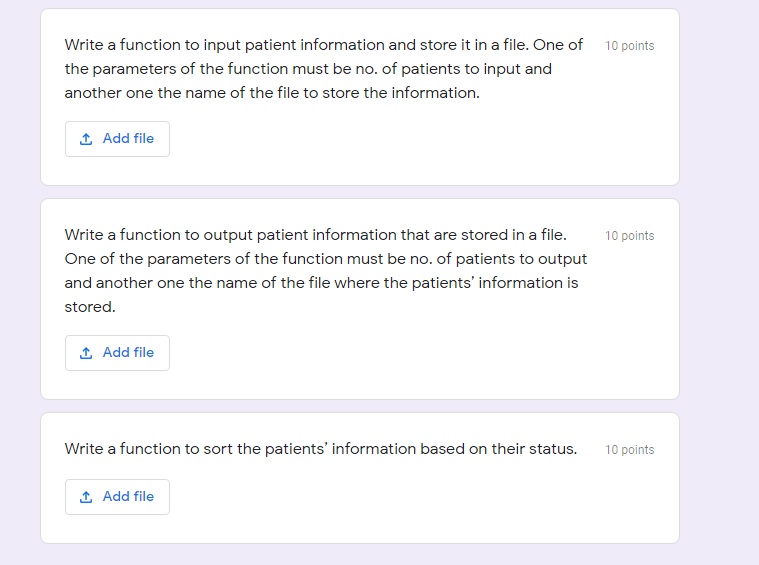 Write a function to input patient information and store it in a file. One of 10 points
the parameters of the function must be no. of patients to input and
another one the name of the file to store the information.
Add file
Write a function to output patient information that are stored in a file. 10 points
One of the parameters of the function must be no. of patients to output
and another one the name of the file where the patients’ information is
stored.
Add file
Write a function to sort the patients’ information based on their status. 10 points
Add file